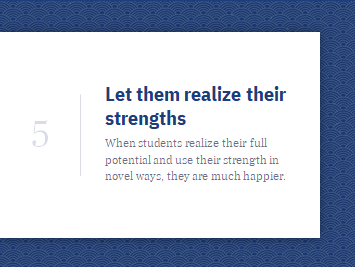 5
Let them realize their
strengths
When students realize their full
potential and use their strength in
novel ways, they are much happier.